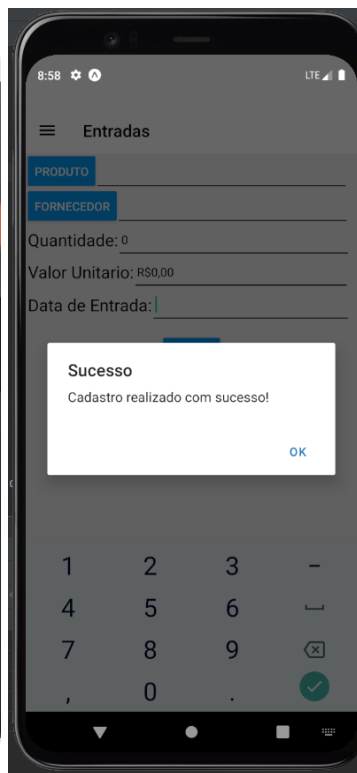 8:58 LTE
Entradas
PRODUTO
FORNECEDOR
Quantidade: 0
Valor Unitario: R$0,00
Data de Entrada:
Sucesso
Cadastro realizado com sucesso!
OK
1 2 3 –
4 5 6
7 8 9
, 0 .